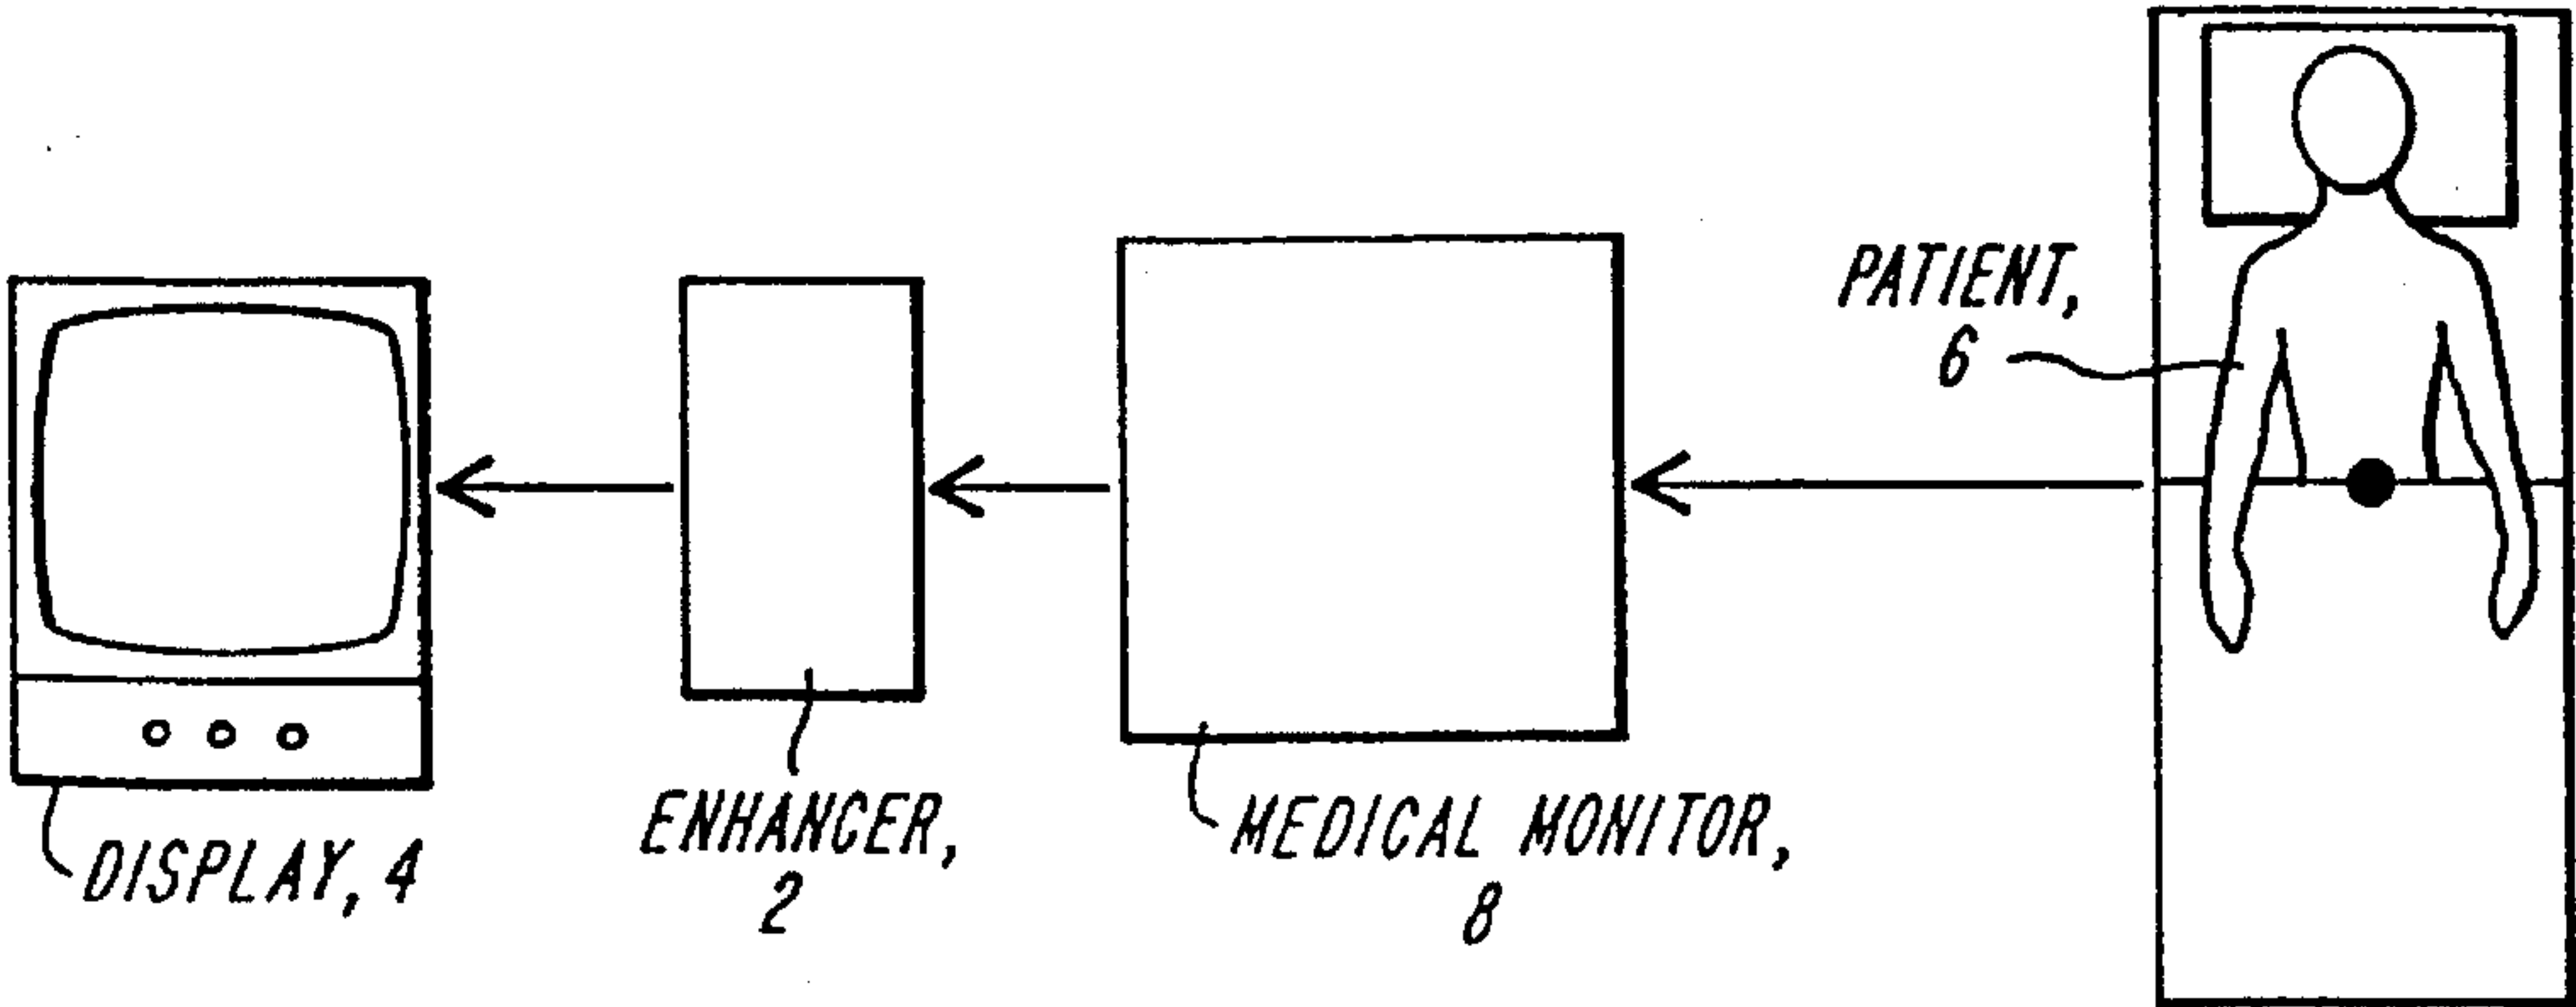 PATIENT,
6
DISPLAY, 4
ENHANCER,
2
MEDICAL MONITOR,
8